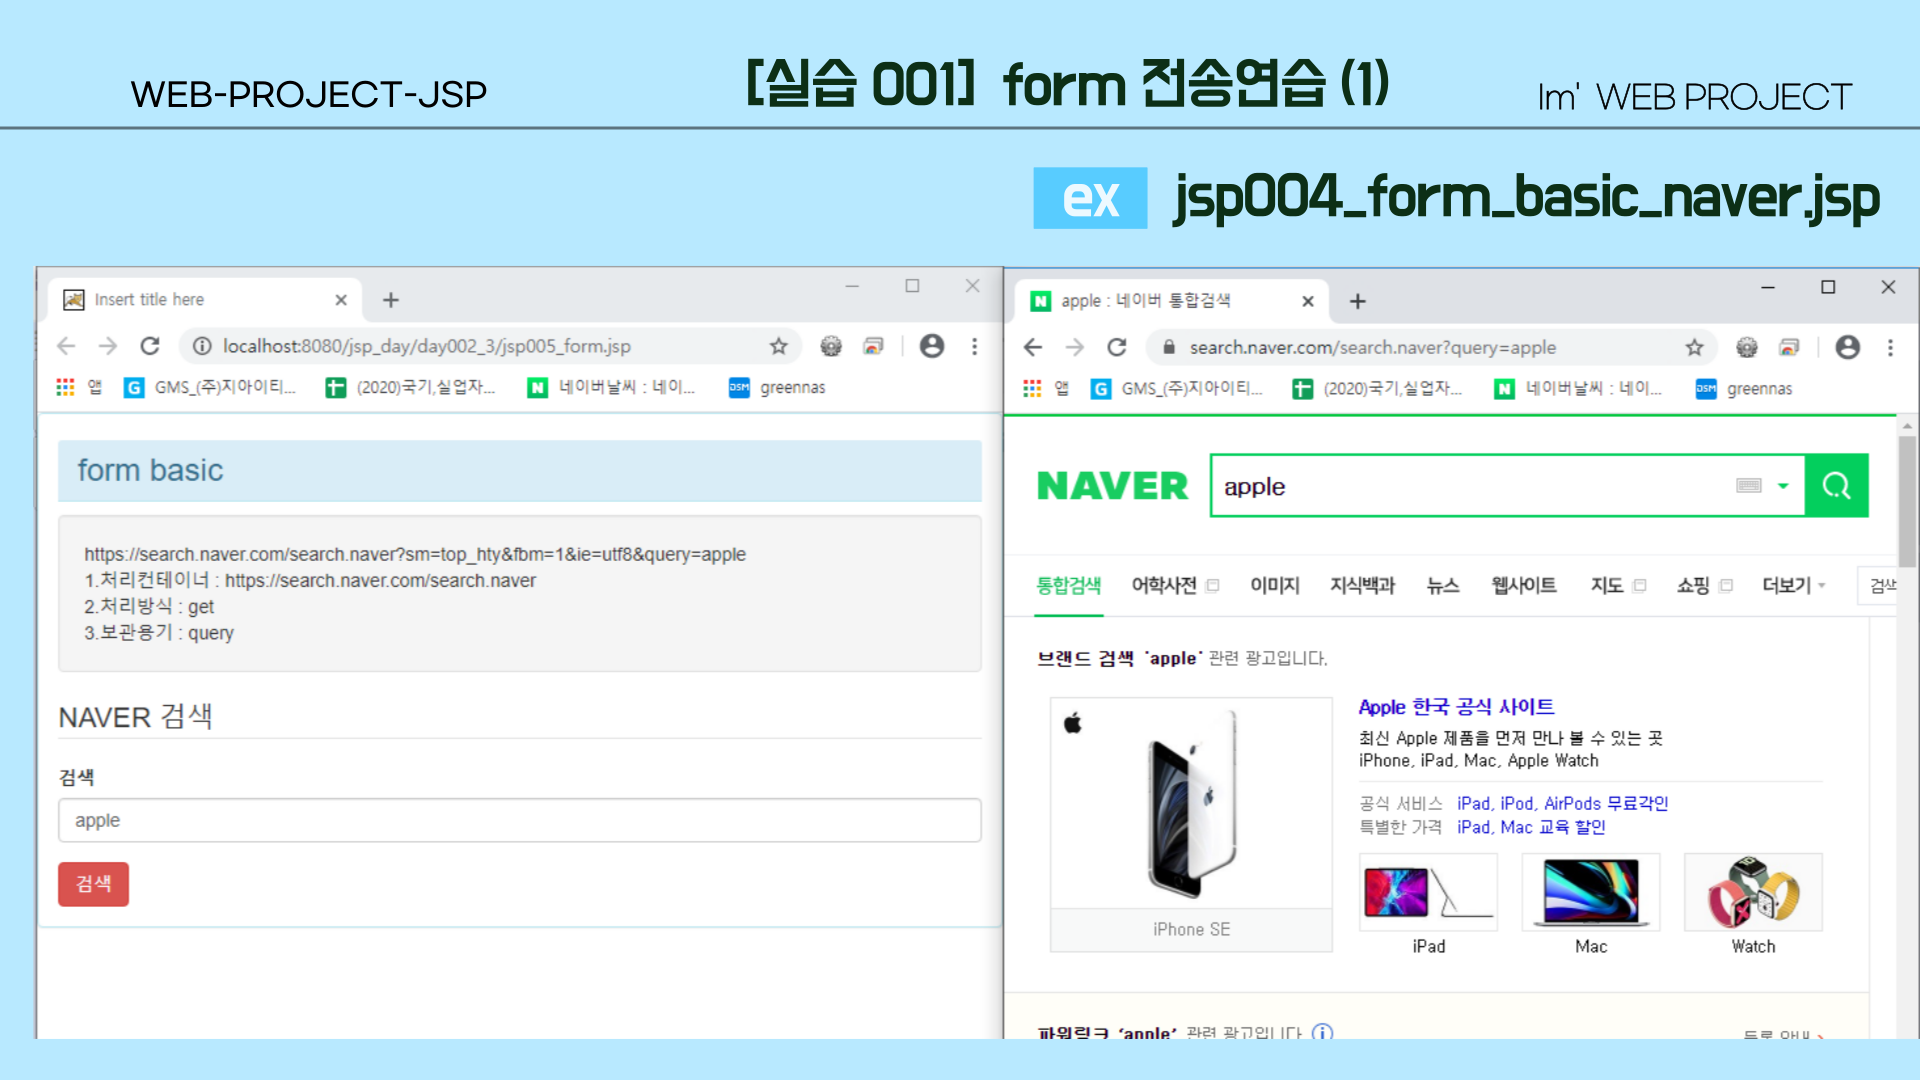 WEB-PROJECT-JSP
[실습 001] form 전송연습 (1)
Im' WEB PROJECT
ex jsp004_form_basic_naver.jsp
Insert title here
localhost:8080/jsp_day/day002_3/jsp005_form.jsp
앱 GMS_(주)지아이티... (2020)국기,실업자... 네이버날씨 : 네이... greennas
form basic
https://search.naver.com/search.naver?sm=top_hty&fbm=1&ie=utf8&query=apple
1.처리컨테이너 : https://search.naver.com/search.naver
2.처리방식 : get
3.보관용기 : query
NAVER 검색
검색
apple
검색
apple : 네이버 통합검색
search.naver.com/search.naver?query=apple
앱 GMS_(주)지아이티... (2020)국기,실업자... 네이버날씨 : 네이... greennas
NAVER apple
통합검색 어학사전 이미지 지식백과 뉴스 웹사이트 지도 쇼핑 더보기 검색
브랜드 검색 'apple' 관련 광고입니다.
Apple 한국 공식 사이트
최신 Apple 제품을 먼저 만나 볼 수 있는 곳
iPhone, iPad, Mac, Apple Watch
공식 서비스 iPad, iPod, AirPods 무료각인
특별한 가격 iPad, Mac 교육 할인
iPhone SE
iPad Mac Watch
파워링크 'apple' 관련 광고입니다
등록 안내 >